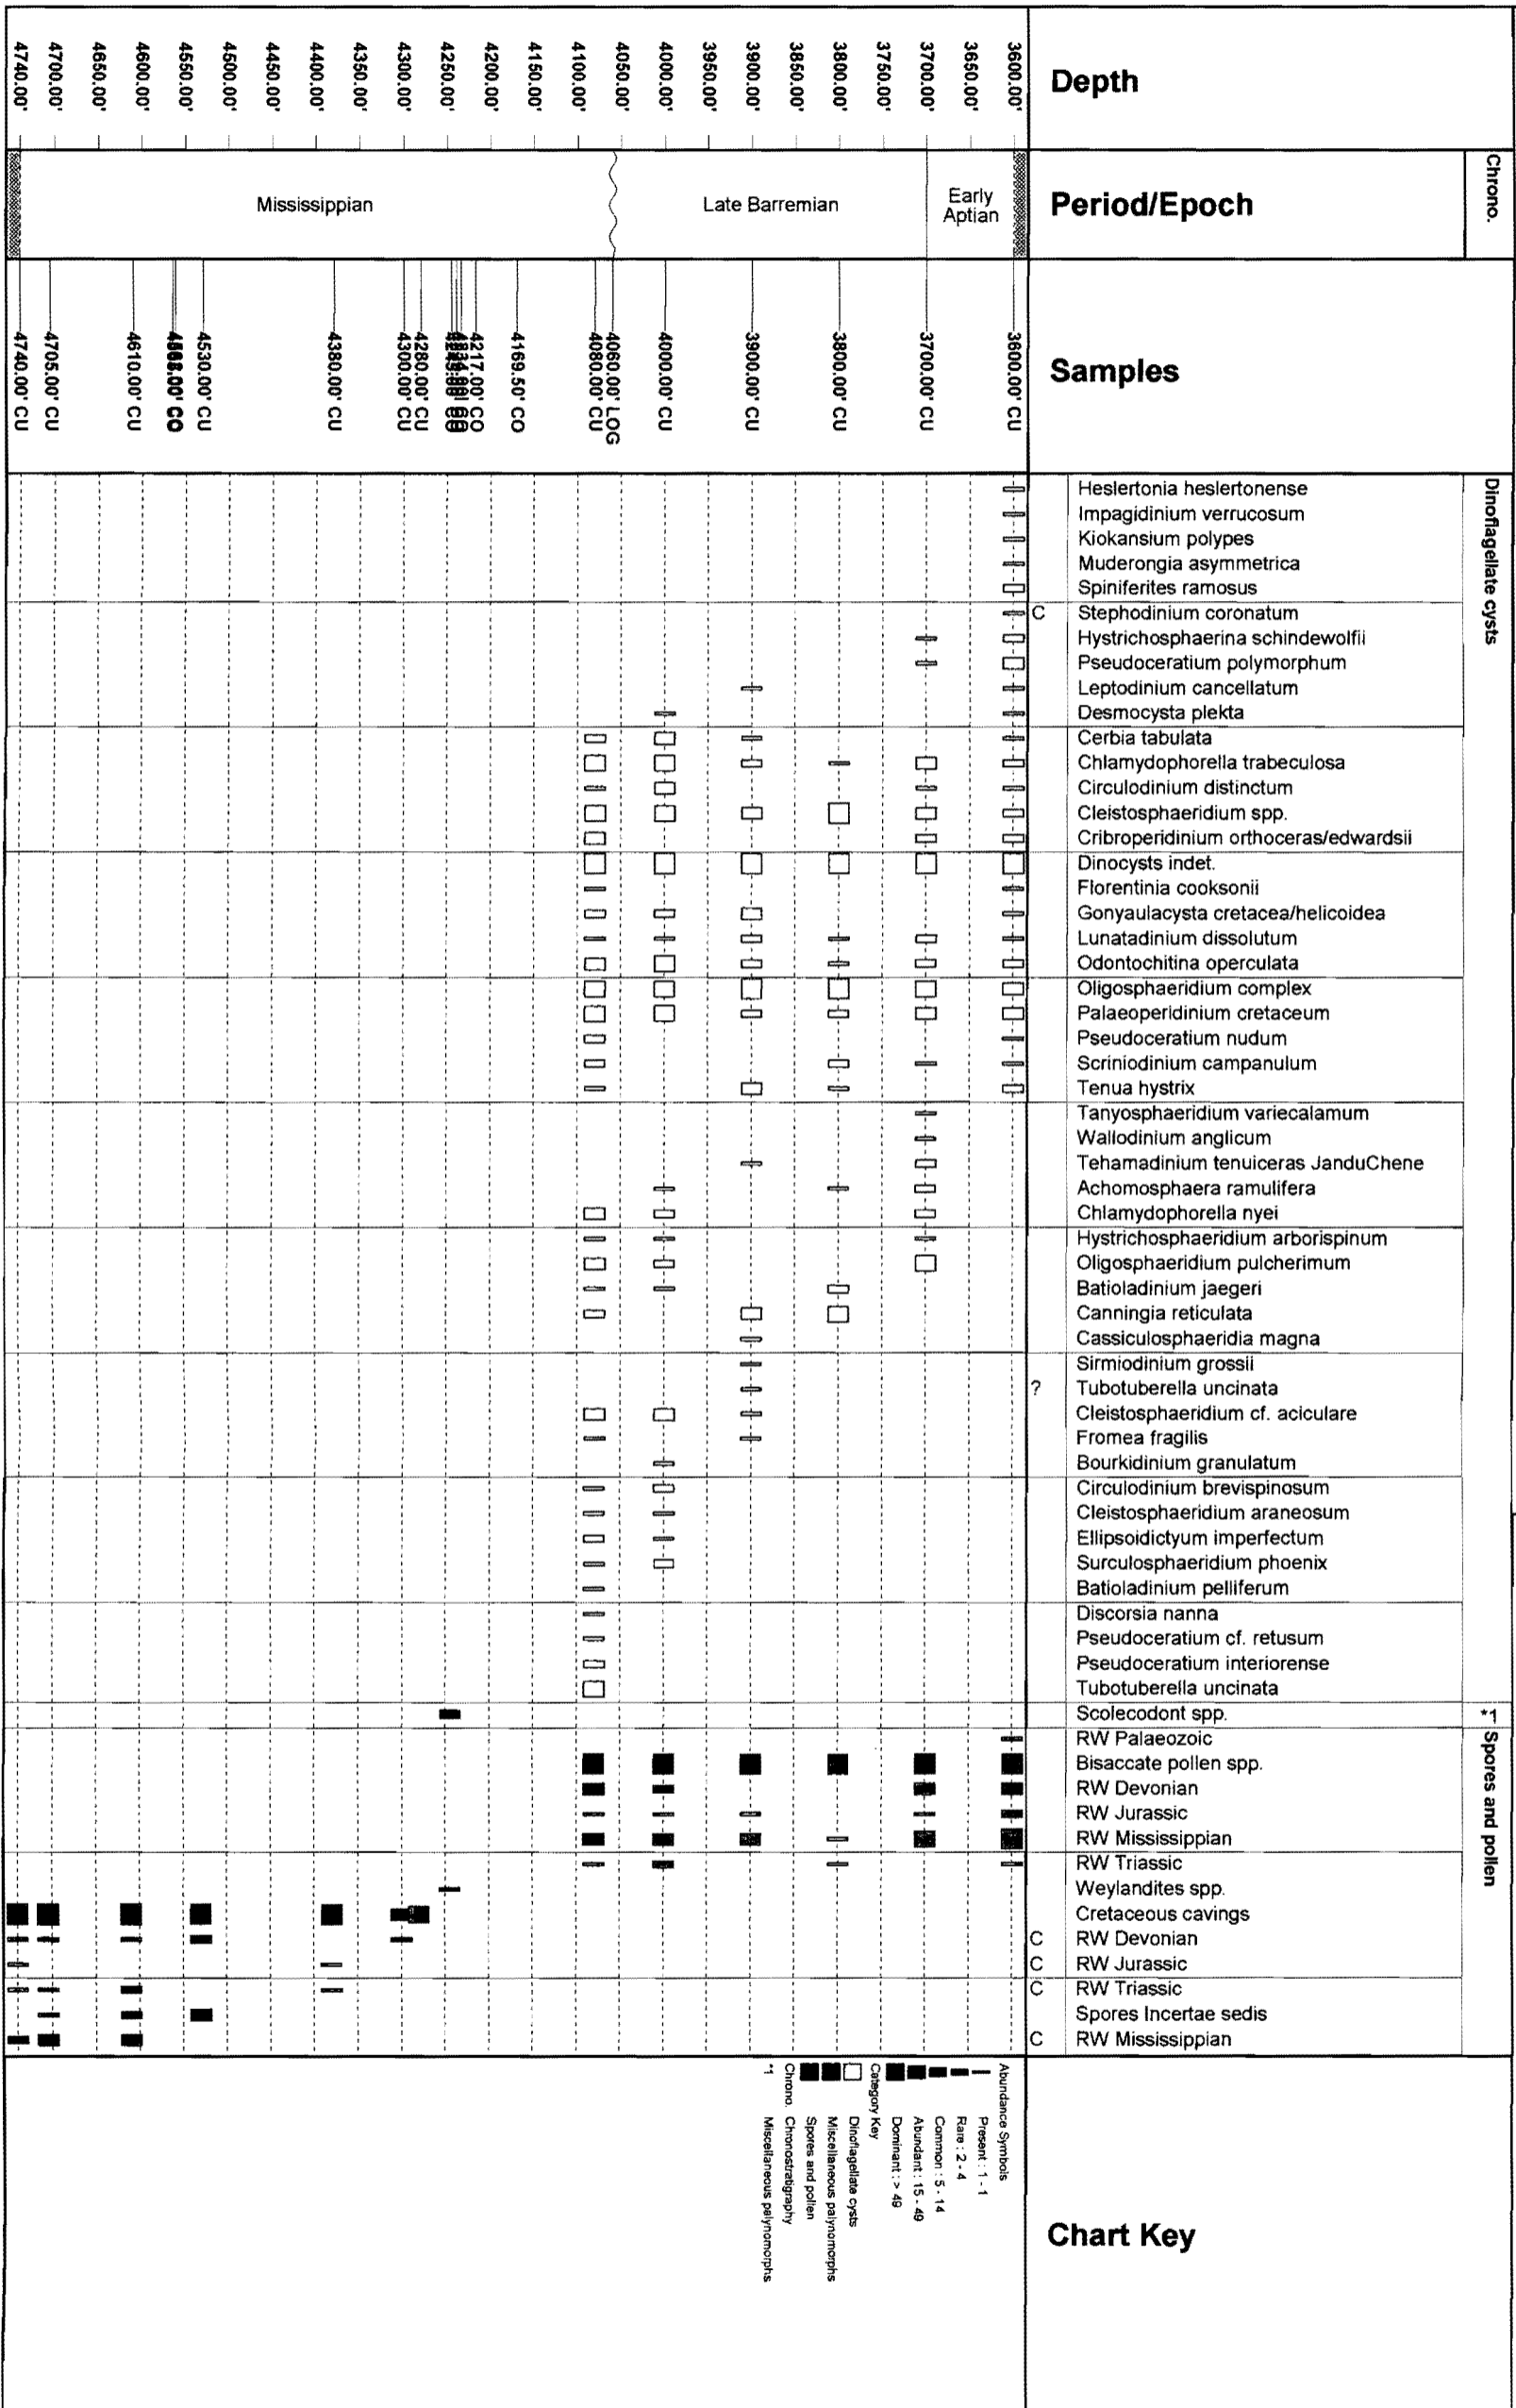 Depth
3600.00'
3650.00'
3700.00'
3750.00'
3800.00'
3850.00'
3900.00'
3950.00'
4000.00'
4050.00'
4100.00'
4150.00'
4200.00'
4250.00'
4300.00'
4350.00'
4400.00'
4450.00'
4500.00'
4550.00'
4600.00'
4650.00'
4700.00'
4740.00'
Chrono.
Period/Epoch
Early
Aptian
Late Barremian
Mississippian
Samples
3600.00' CU
3700.00' CU
3800.00' CU
3900.00' CU
4000.00' CU
4060.00' LOG
4080.00' CU
4169.50' CO
4217.00' CO
4280.00' CU
4300.00' CU
4380.00' CU
4530.00' CU
4610.00' CU
4705.00' CU
4740.00' CU
Dinoflagellate cysts
Heslertonia heslertonense
Impagidinium verrucosum
Kiokansium polypes
Muderongia asymmetrica
Spiniferites ramosus
C Stephodinium coronatum
Hystrichosphaerina schindewolfii
Pseudoceratium polymorphum
Leptodinium cancellatum
Desmocysta plekta
Cerbia tabulata
Chlamydophorella trabeculosa
Circulodinium distinctum
Cleistosphaeridium spp.
Cribroperidinium orthoceras/edwardsii
Dinocysts indet.
Florentinia cooksonii
Gonyaulacysta cretacea/helicoidea
Lunatadinium dissolutum
Odontochitina operculata
Oligosphaeridium complex
Palaeoperidinium cretaceum
Pseudoceratium nudum
Scriniodinium campanulum
Tenua hystrix
Tanyosphaeridium variecalamum
Wallodinium anglicum
Tehamadinium tenuiceras JanduChene
Achomosphaera ramulifera
Chlamydophorella nyei
Hystrichosphaeridium arborispinum
Oligosphaeridium pulcherimum
Batioladinium jaegeri
Canningia reticulata
Cassiculosphaeridia magna
Sirmiodinium grossii
? Tubotuberella uncinata
Cleistosphaeridium cf. aciculare
Fromea fragilis
Bourkidinium granulatum
Circulodinium brevispinosum
Cleistosphaeridium araneosum
Ellipsoidictyum imperfectum
Surculosphaeridium phoenix
Batioladinium pelliferum
Discorsia nanna
Pseudoceratium cf. retusum
Pseudoceratium interiorense
Tubotuberella uncinata
*1
Scolecodont spp.
Spores and pollen
RW Palaeozoic
Bisaccate pollen spp.
RW Devonian
RW Jurassic
RW Mississippian
RW Triassic
Weylandites spp.
Cretaceous cavings
C RW Devonian
C RW Jurassic
C RW Triassic
Spores Incertae sedis
C RW Mississippian
Chart Key
Abundance Symbols
Present : 1 - 1
Rare : 2 - 4
Common : 5 - 14
Abundant : 15 - 49
Dominant : > 49
Category Key
Dinoflagellate cysts
Miscellaneous palynomorphs
Spores and pollen
Chrono. Chronostratigraphy
*1 Miscellaneous palynomorphs